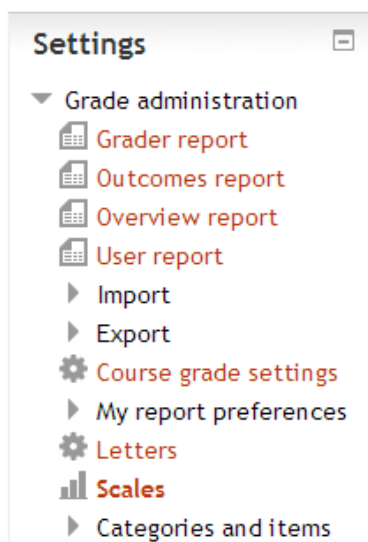 Settings
Grade administration
Grader report
Outcomes report
Overview report
User report
Import
Export
Course grade settings
My report preferences
Letters
Scales
Categories and items